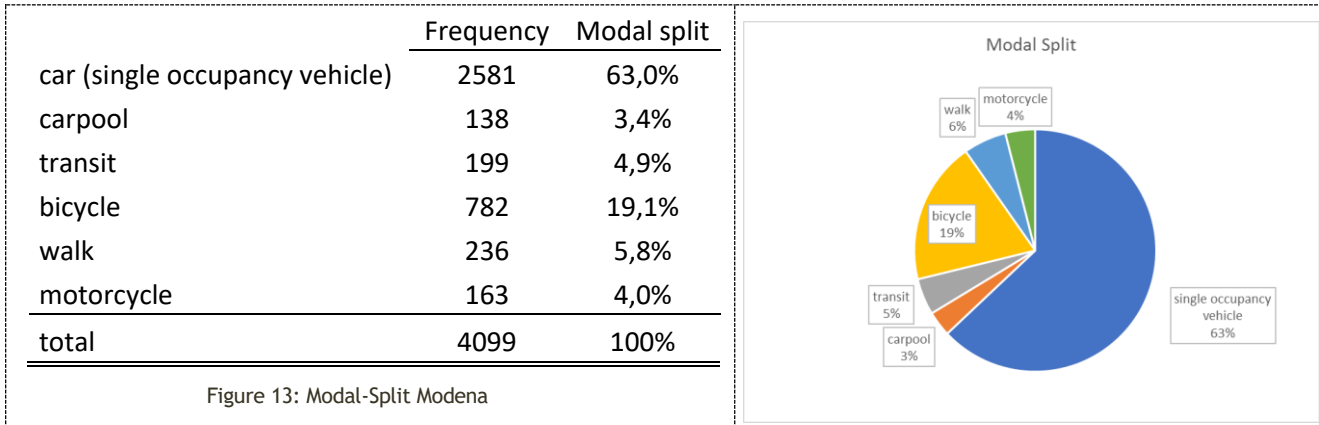 Frequency Modal split
car (single occupancy vehicle) 2581 63,0%
carpool 138 3,4%
transit 199 4,9%
bicycle 782 19,1%
walk 236 5,8%
motorcycle 163 4,0%
total 4099 100%
Figure 13: Modal-Split Modena
Modal Split
motorcycle
4%
walk
6%
bicycle
19%
transit
5%
carpool
3%
single occupancy
vehicle
63%